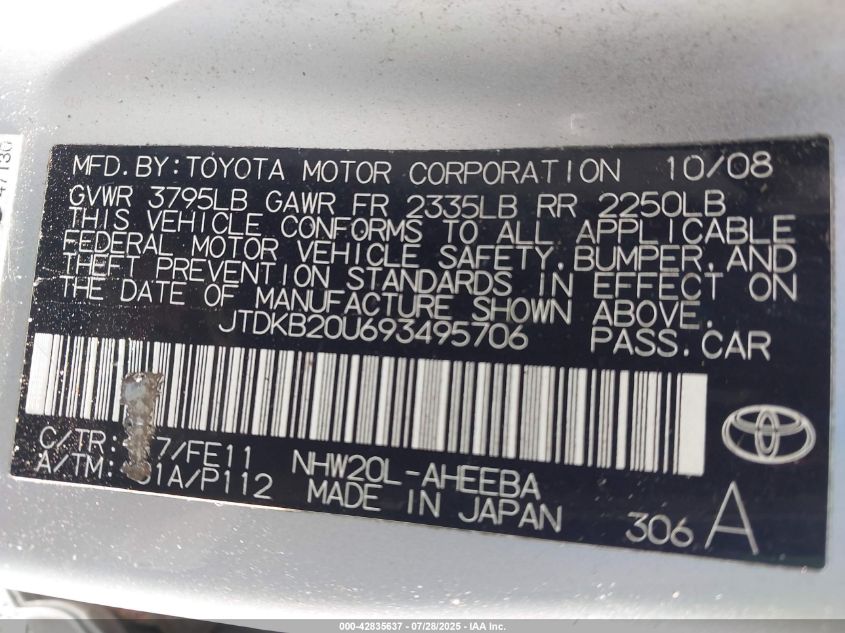 MFD.BY:TOYOTA MOTOR CORPORATION 10/08
GVWR 3795LB GAWR FR 2335LB RR 2250LB
THIS VEHICLE CONFORMS TO ALL APPLICABLE
FEDERAL MOTOR VEHICLE SAFETY,BUMPER,AND
THEFT PREVENTION STANDARDS IN EFFECT ON
THE DATE OF MANUFACTURE SHOWN ABOVE.
JTDKB20U693495706 PASS.CAR
C/TR: 7/FE11 NHW20L-AHEEBA
A/TM: 1A/P112 MADE IN JAPAN
306 A
47130
000-42835637 - 07/28/2025 - IAA Inc.